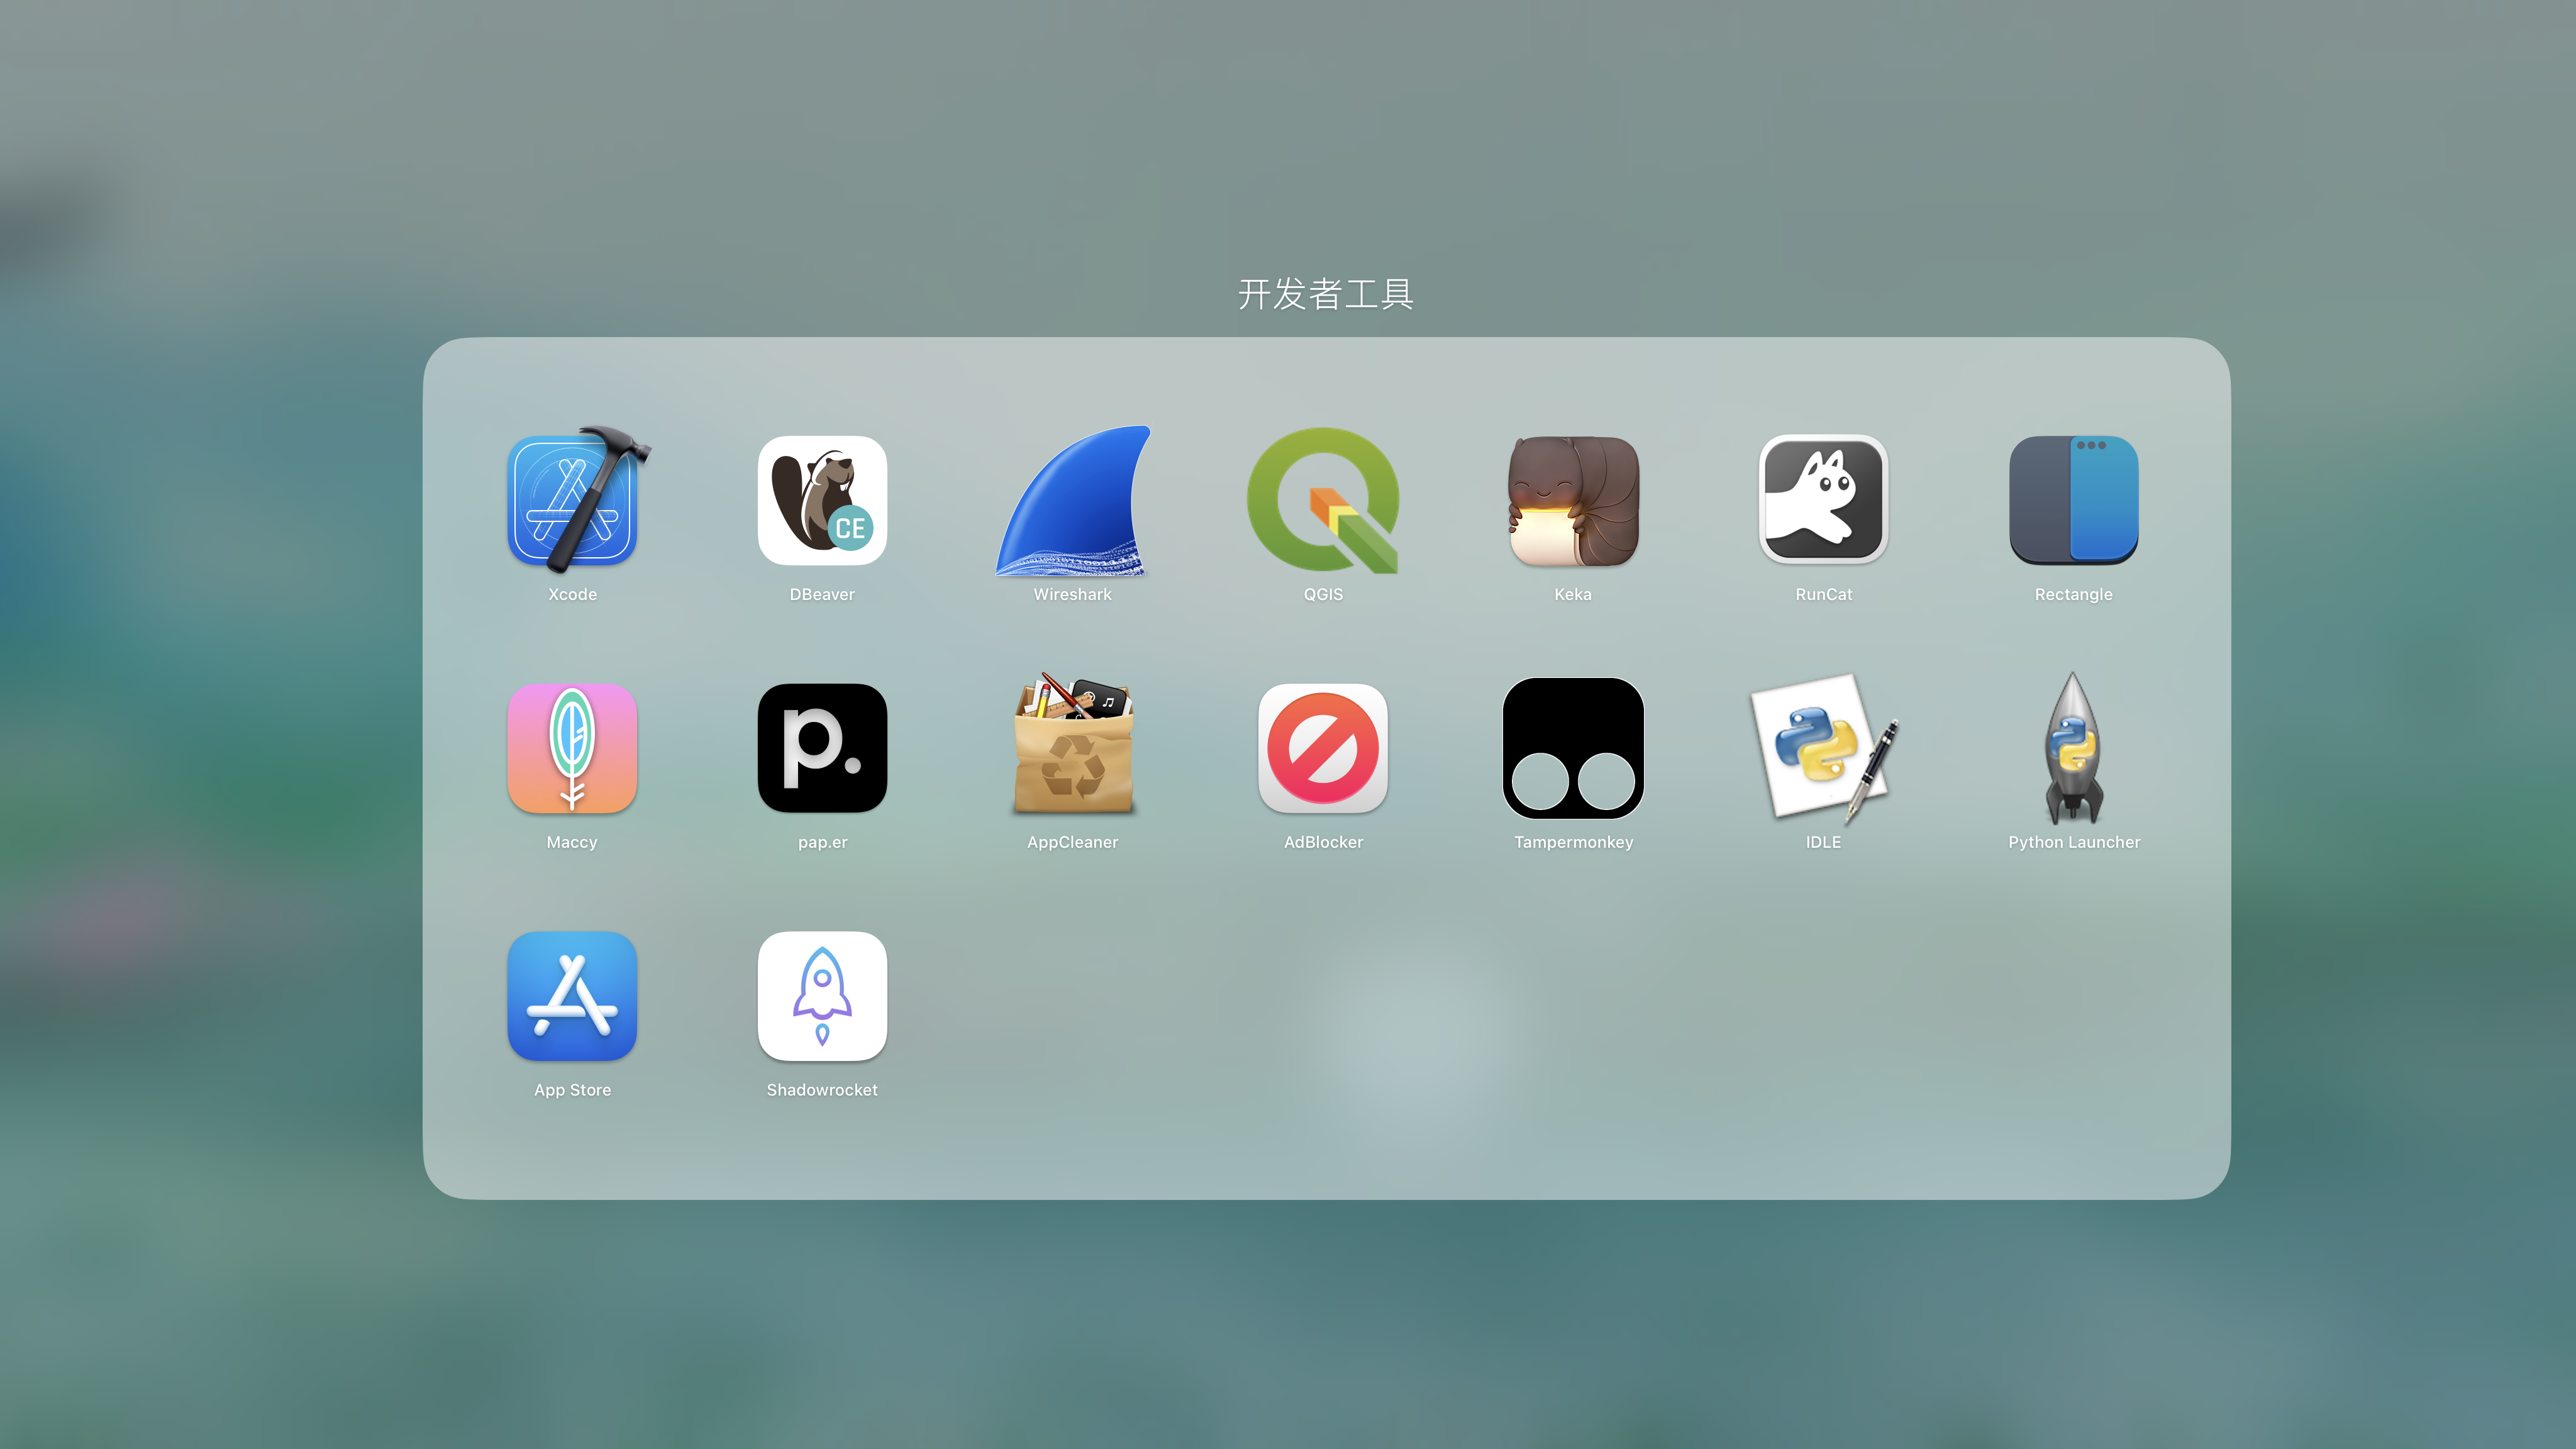 开发者工具
CE
Xcode
DBeaver
Wireshark
QGIS
Keka
RunCat
Rectangle
p.
Maccy
pap.er
AppCleaner
AdBlocker
Tampermonkey
IDLE
Python Launcher
App Store
Shadowrocket